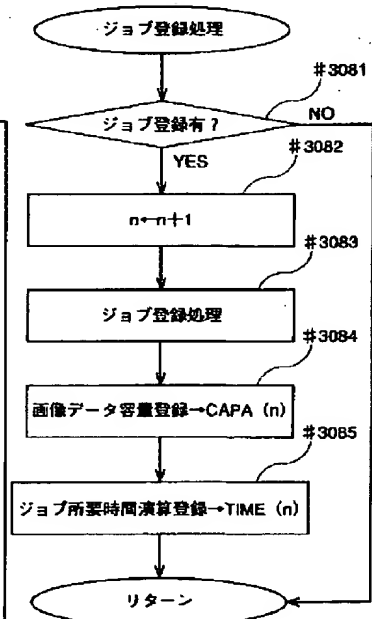 ジョブ登録処理
#3081
ジョブ登録有?
NO
YES
#3082
n←n+1
#3083
ジョブ登録処理
#3084
画像データ容量登録→CAPA (n)
#3085
ジョブ所要時間演算登録→TIME (n)
リターン